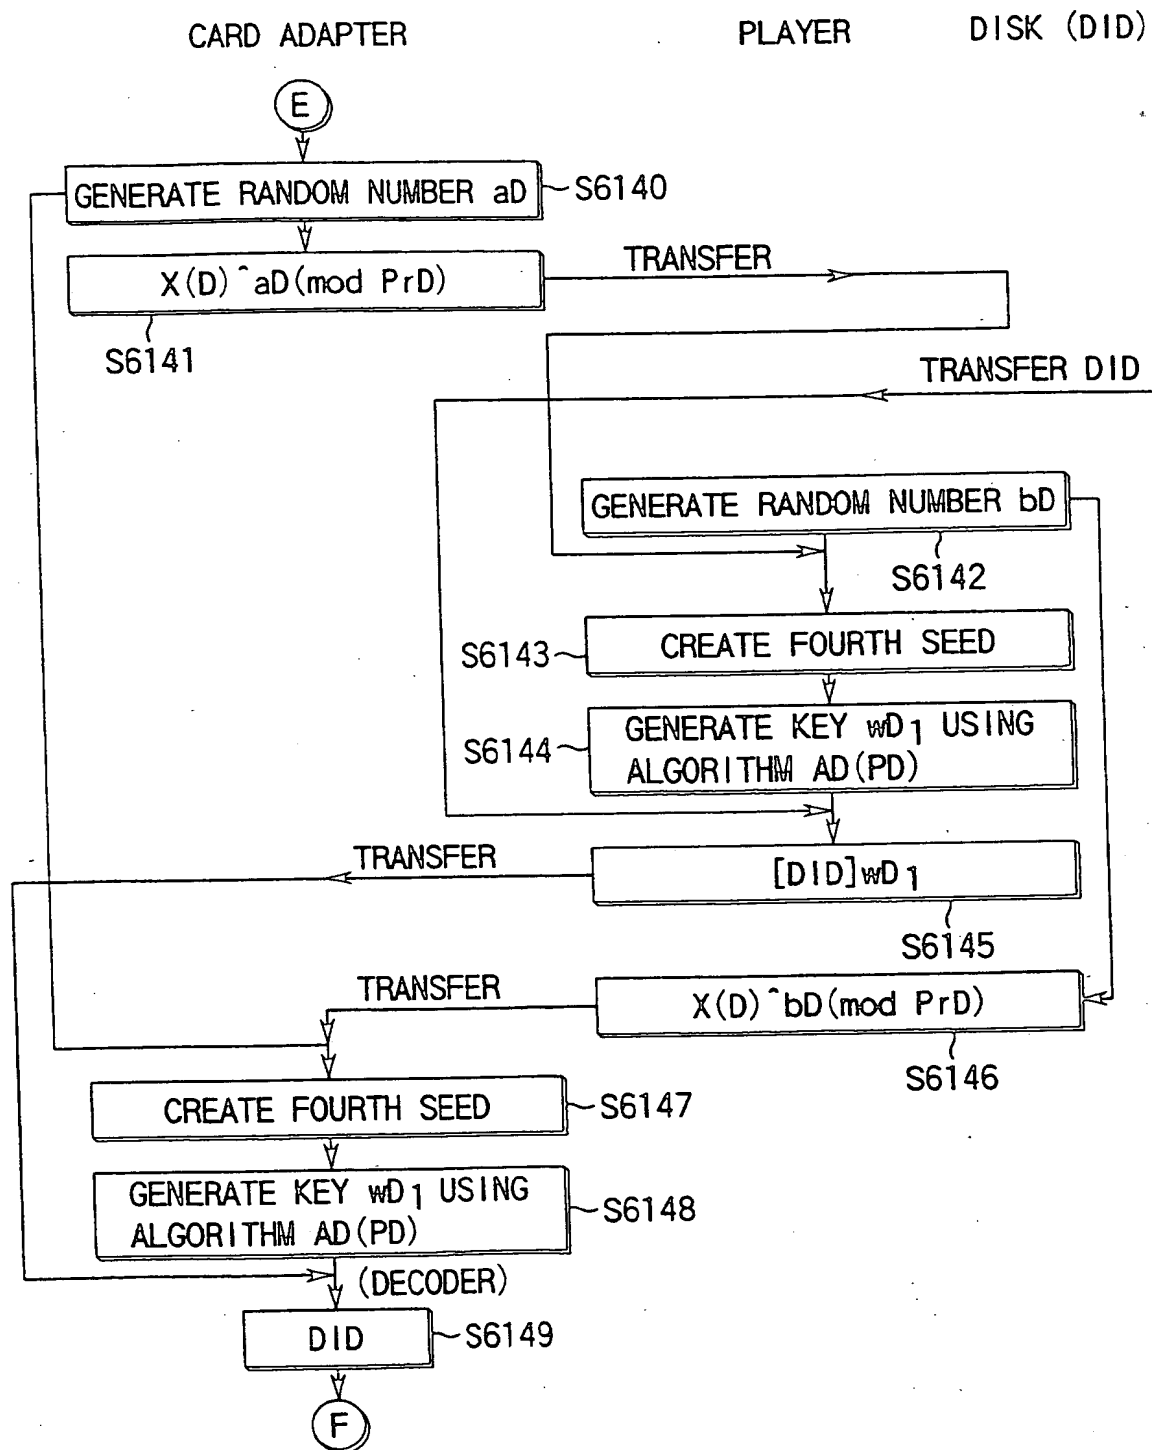 CARD ADAPTER
PLAYER
DISK (DID)
E
GENERATE RANDOM NUMBER aD
S6140
X(D)^aD(mod PrD)
TRANSFER
S6141
TRANSFER DID
GENERATE RANDOM NUMBER bD
S6142
S6143
CREATE FOURTH SEED
S6144
GENERATE KEY wD1 USING
ALGORITHM AD(PD)
TRANSFER
[DID]wD1
S6145
TRANSFER
X(D)^bD(mod PrD)
S6146
CREATE FOURTH SEED
S6147
GENERATE KEY wD1 USING
ALGORITHM AD(PD)
S6148
(DECODER)
DID
S6149
F